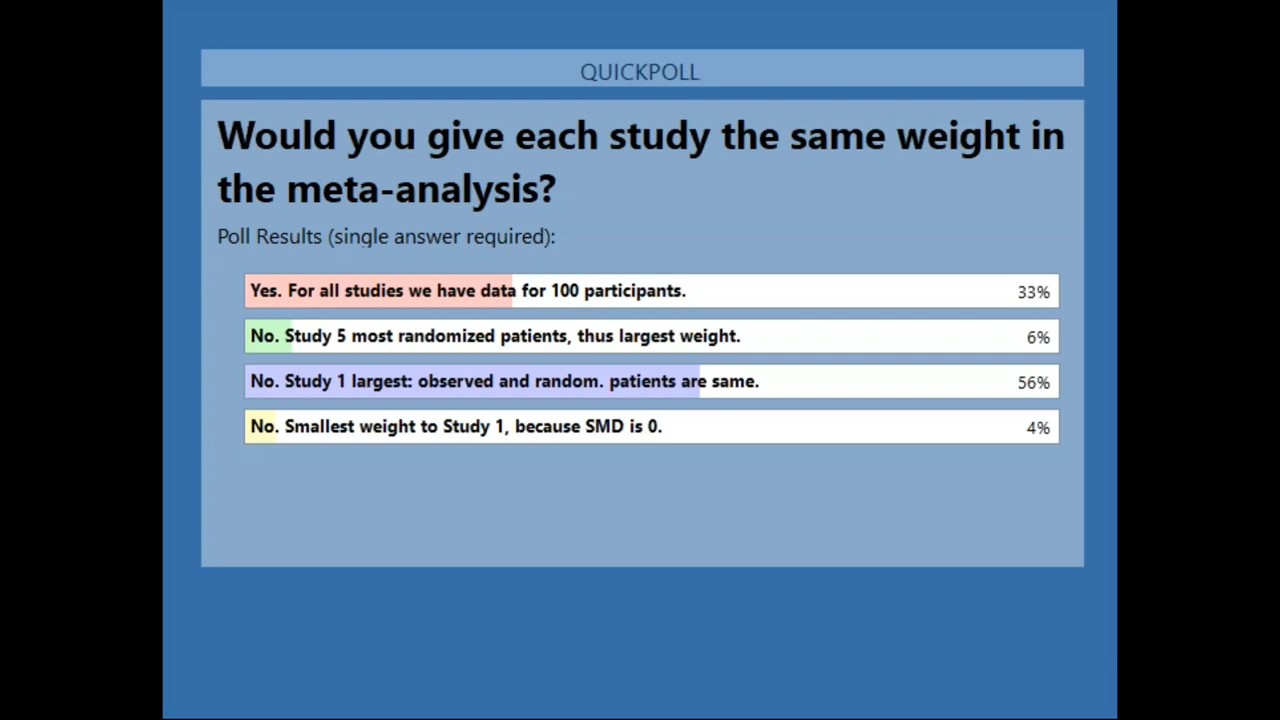 QUICKPOLL
Would you give each study the same weight in
the meta-analysis?
Poll Results (single answer required):
Yes. For all studies we have data for 100 participants. 33%
No. Study 5 most randomized patients, thus largest weight. 6%
No. Study 1 largest: observed and random. patients are same. 56%
No. Smallest weight to Study 1, because SMD is 0. 4%